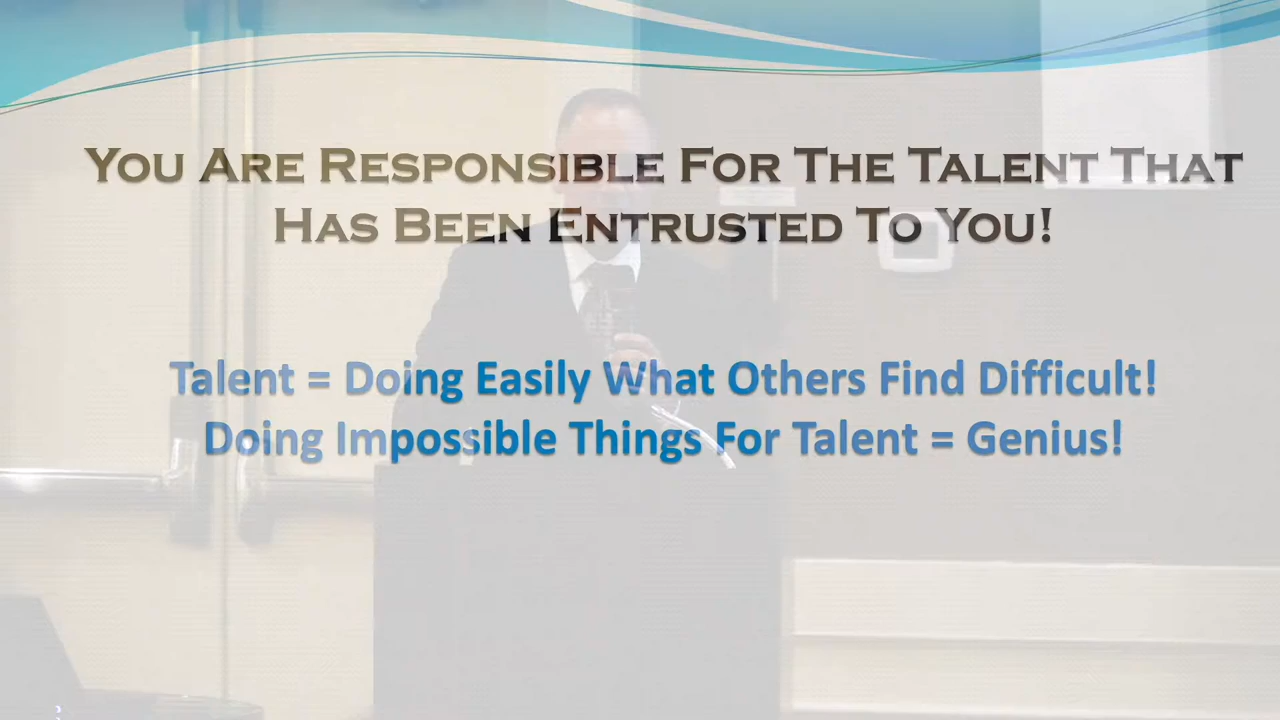 You Are Responsible For The Talent That
Has Been Entrusted To You!
Talent = Doing Easily What Others Find Difficult!
Doing Impossible Things For Talent = Genius!